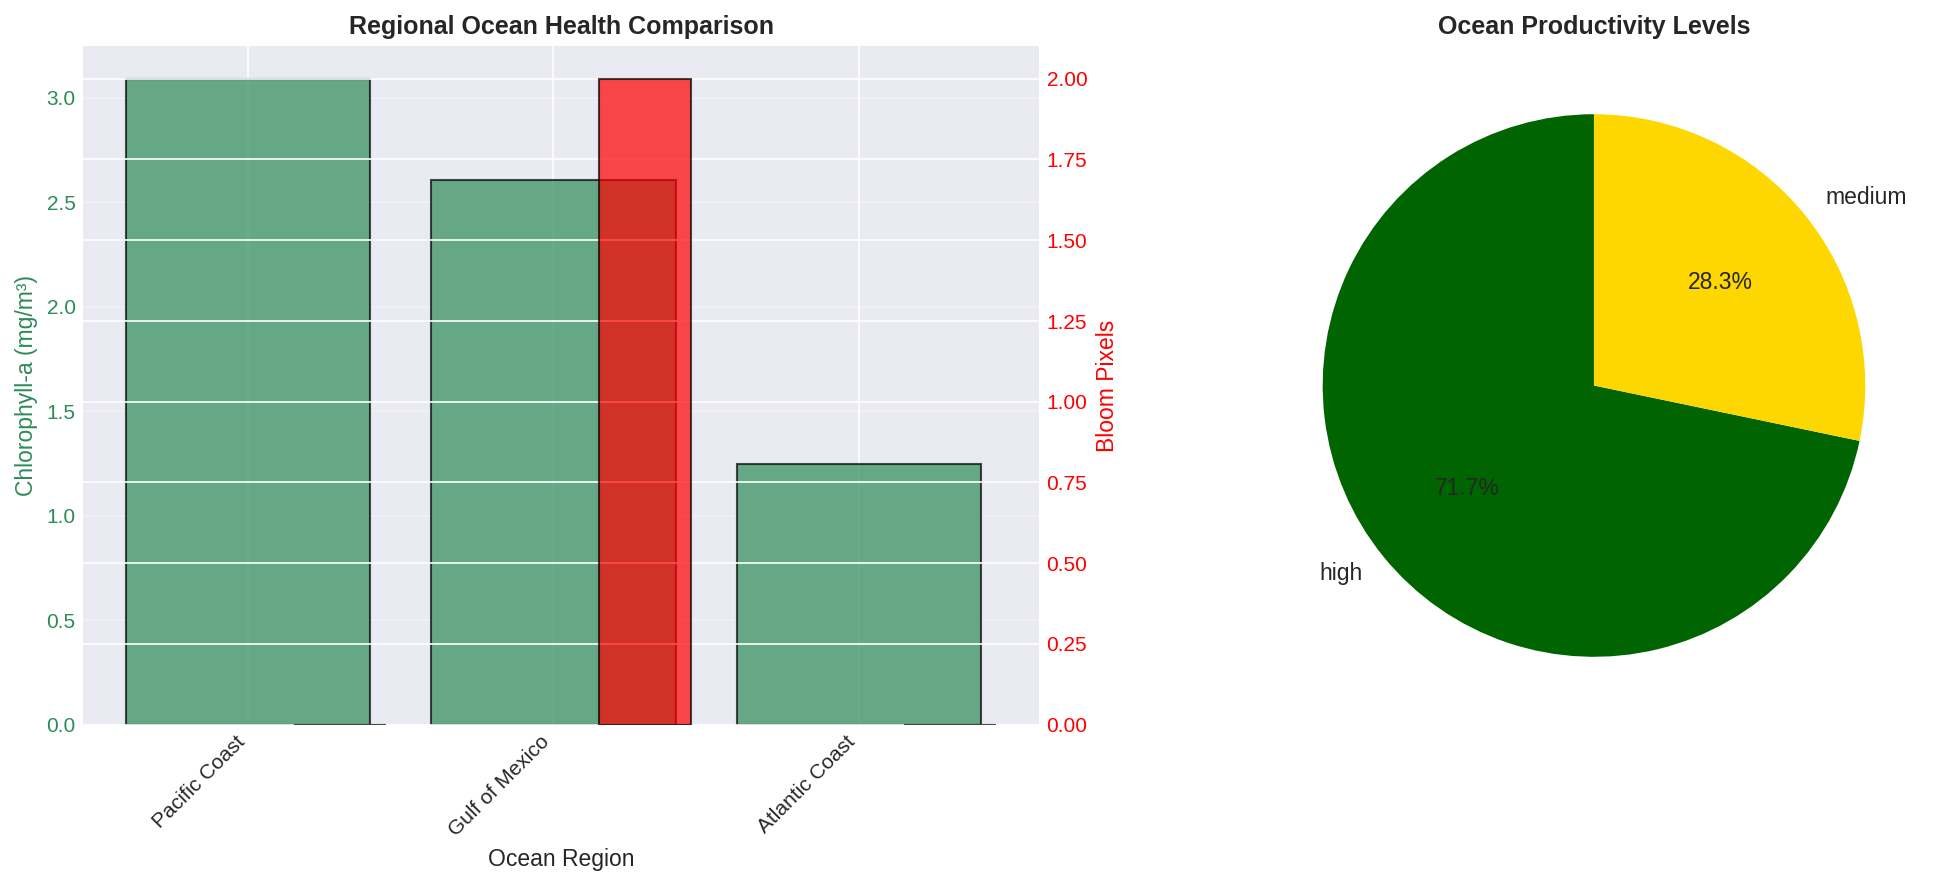 Regional Ocean Health Comparison
Chlorophyll-a (mg/m³)
3.0
2.5
2.0
1.5
1.0
0.5
0.0
2.00
1.75
1.50
1.25
1.00
0.75
0.50
0.25
0.00
Bloom Pixels
Pacific Coast
Gulf of Mexico
Atlantic Coast
Ocean Region
Ocean Productivity Levels
medium
28.3%
71.7%
high